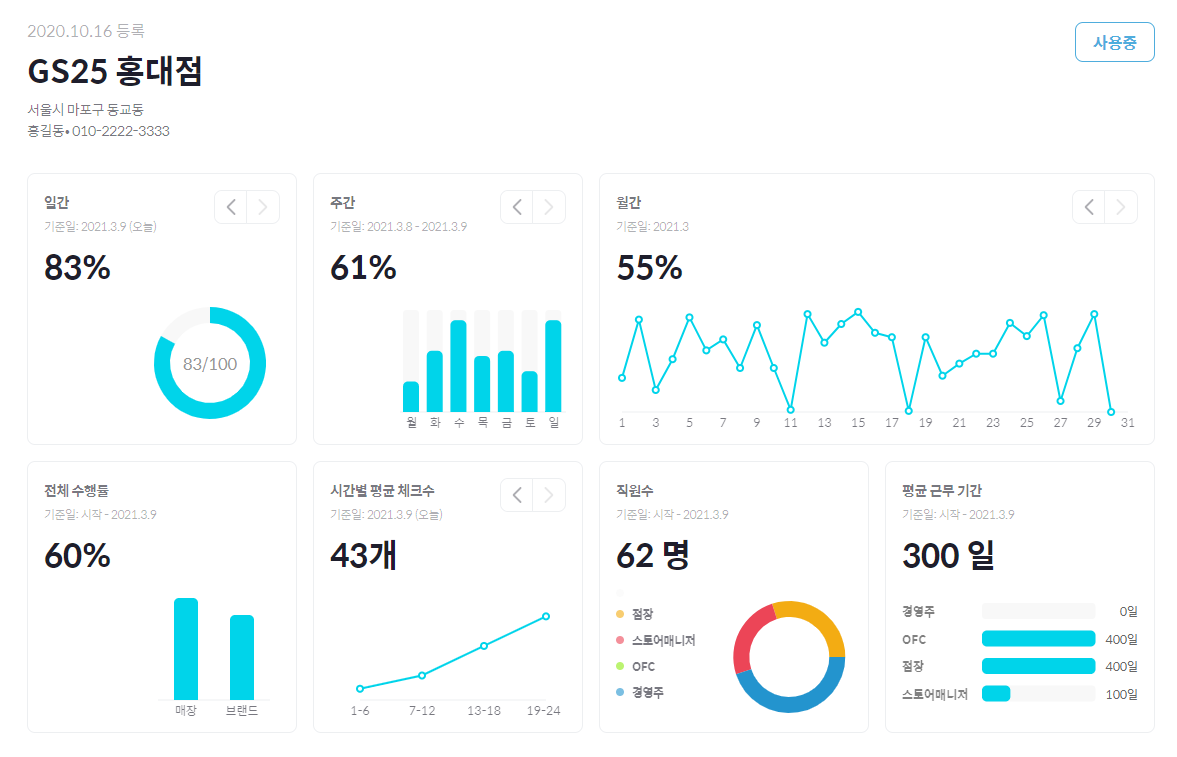 2020.10.16 등록
사용중
GS25 홍대점
서울시 마포구 동교동
홍길동• 010-2222-3333
일간
기준일: 2021.3.9 (오늘)
83%
83/100
주간
기준일: 2021.3.8 - 2021.3.9
61%
월 화 수 목 금 토 일
월간
기준일: 2021.3
55%
1 3 5 7 9 11 13 15 17 19 21 23 25 27 29 31
전체 수행률
기준일: 시작 - 2021.3.9
60%
매장 브랜드
시간별 평균 체크수
기준일: 2021.3.9 (오늘)
43개
1-6 7-12 13-18 19-24
직원수
기준일: 시작 - 2021.3.9
62 명
점장
스토어매니저
OFC
경영주
평균 근무 기간
기준일: 시작 - 2021.3.9
300 일
경영주 0일
OFC 400일
점장 400일
스토어매니저 100일